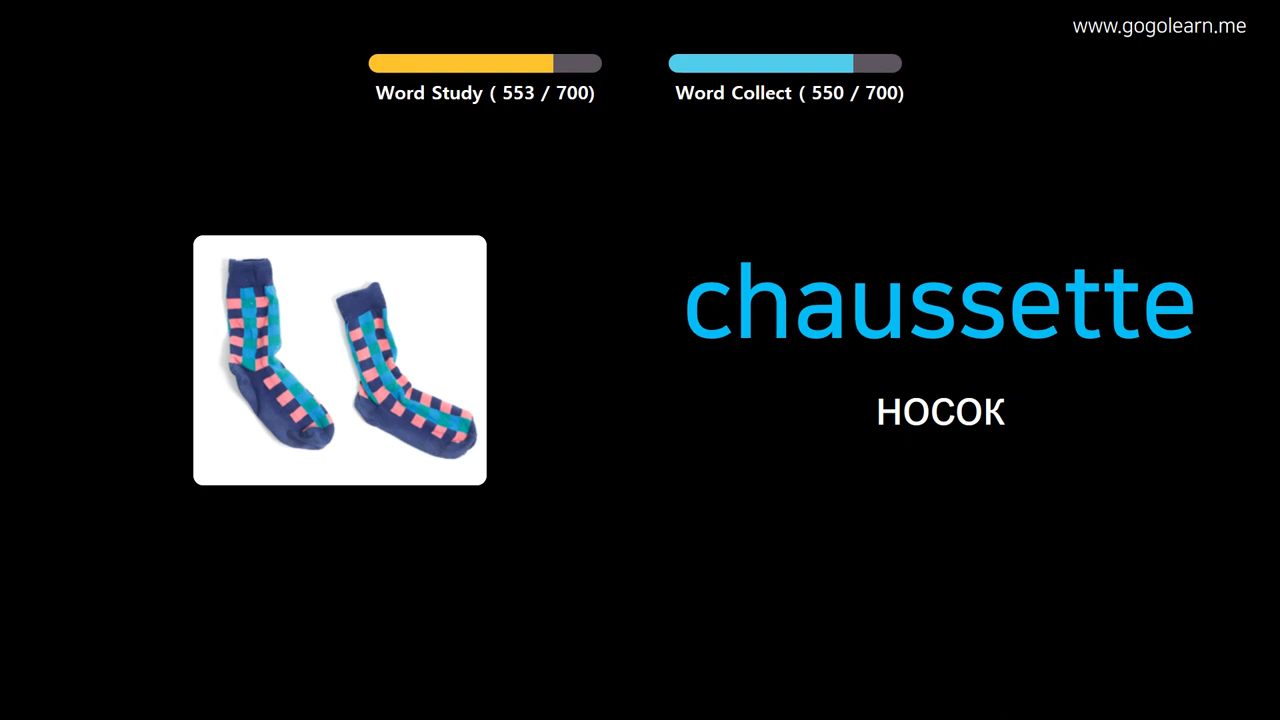 www.gogolearn.me
Word Study ( 553 / 700)
Word Collect ( 550 / 700)
chaussette
носок